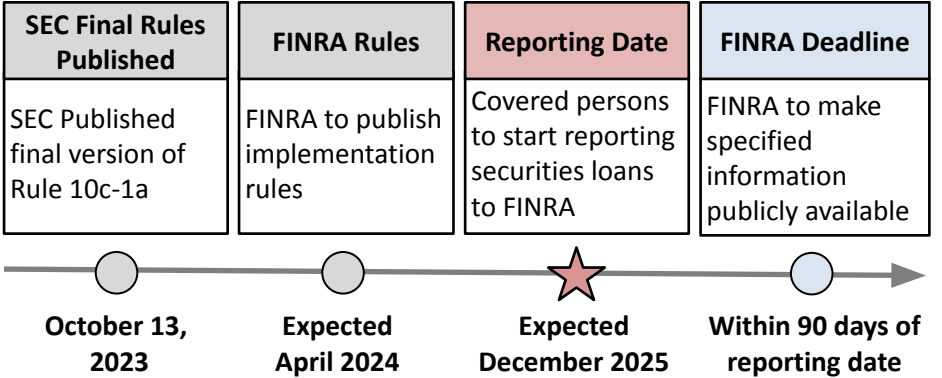 SEC Final Rules
Published
SEC Published
final version of
Rule 10c-1a
October 13,
2023
FINRA Rules
FINRA to publish
implementation
rules
Expected
April 2024
Reporting Date
Covered persons
to start reporting
securities loans
to FINRA
Expected
December 2025
FINRA Deadline
FINRA to make
specified
information
publicly available
Within 90 days of
reporting date